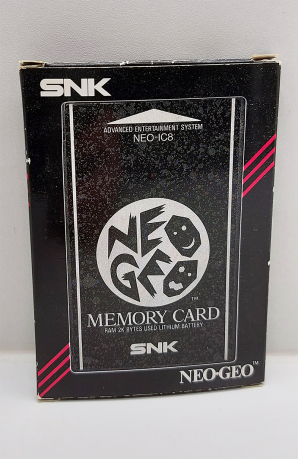 SNK
ADVANCED ENTERTAINMENT SYSTEM
NEO-IC8
NEO
GEO
TM
MEMORY CARD
RAM 2K BYTES USED LITHIUM BATTERY
SNK
NEO•GEO TM